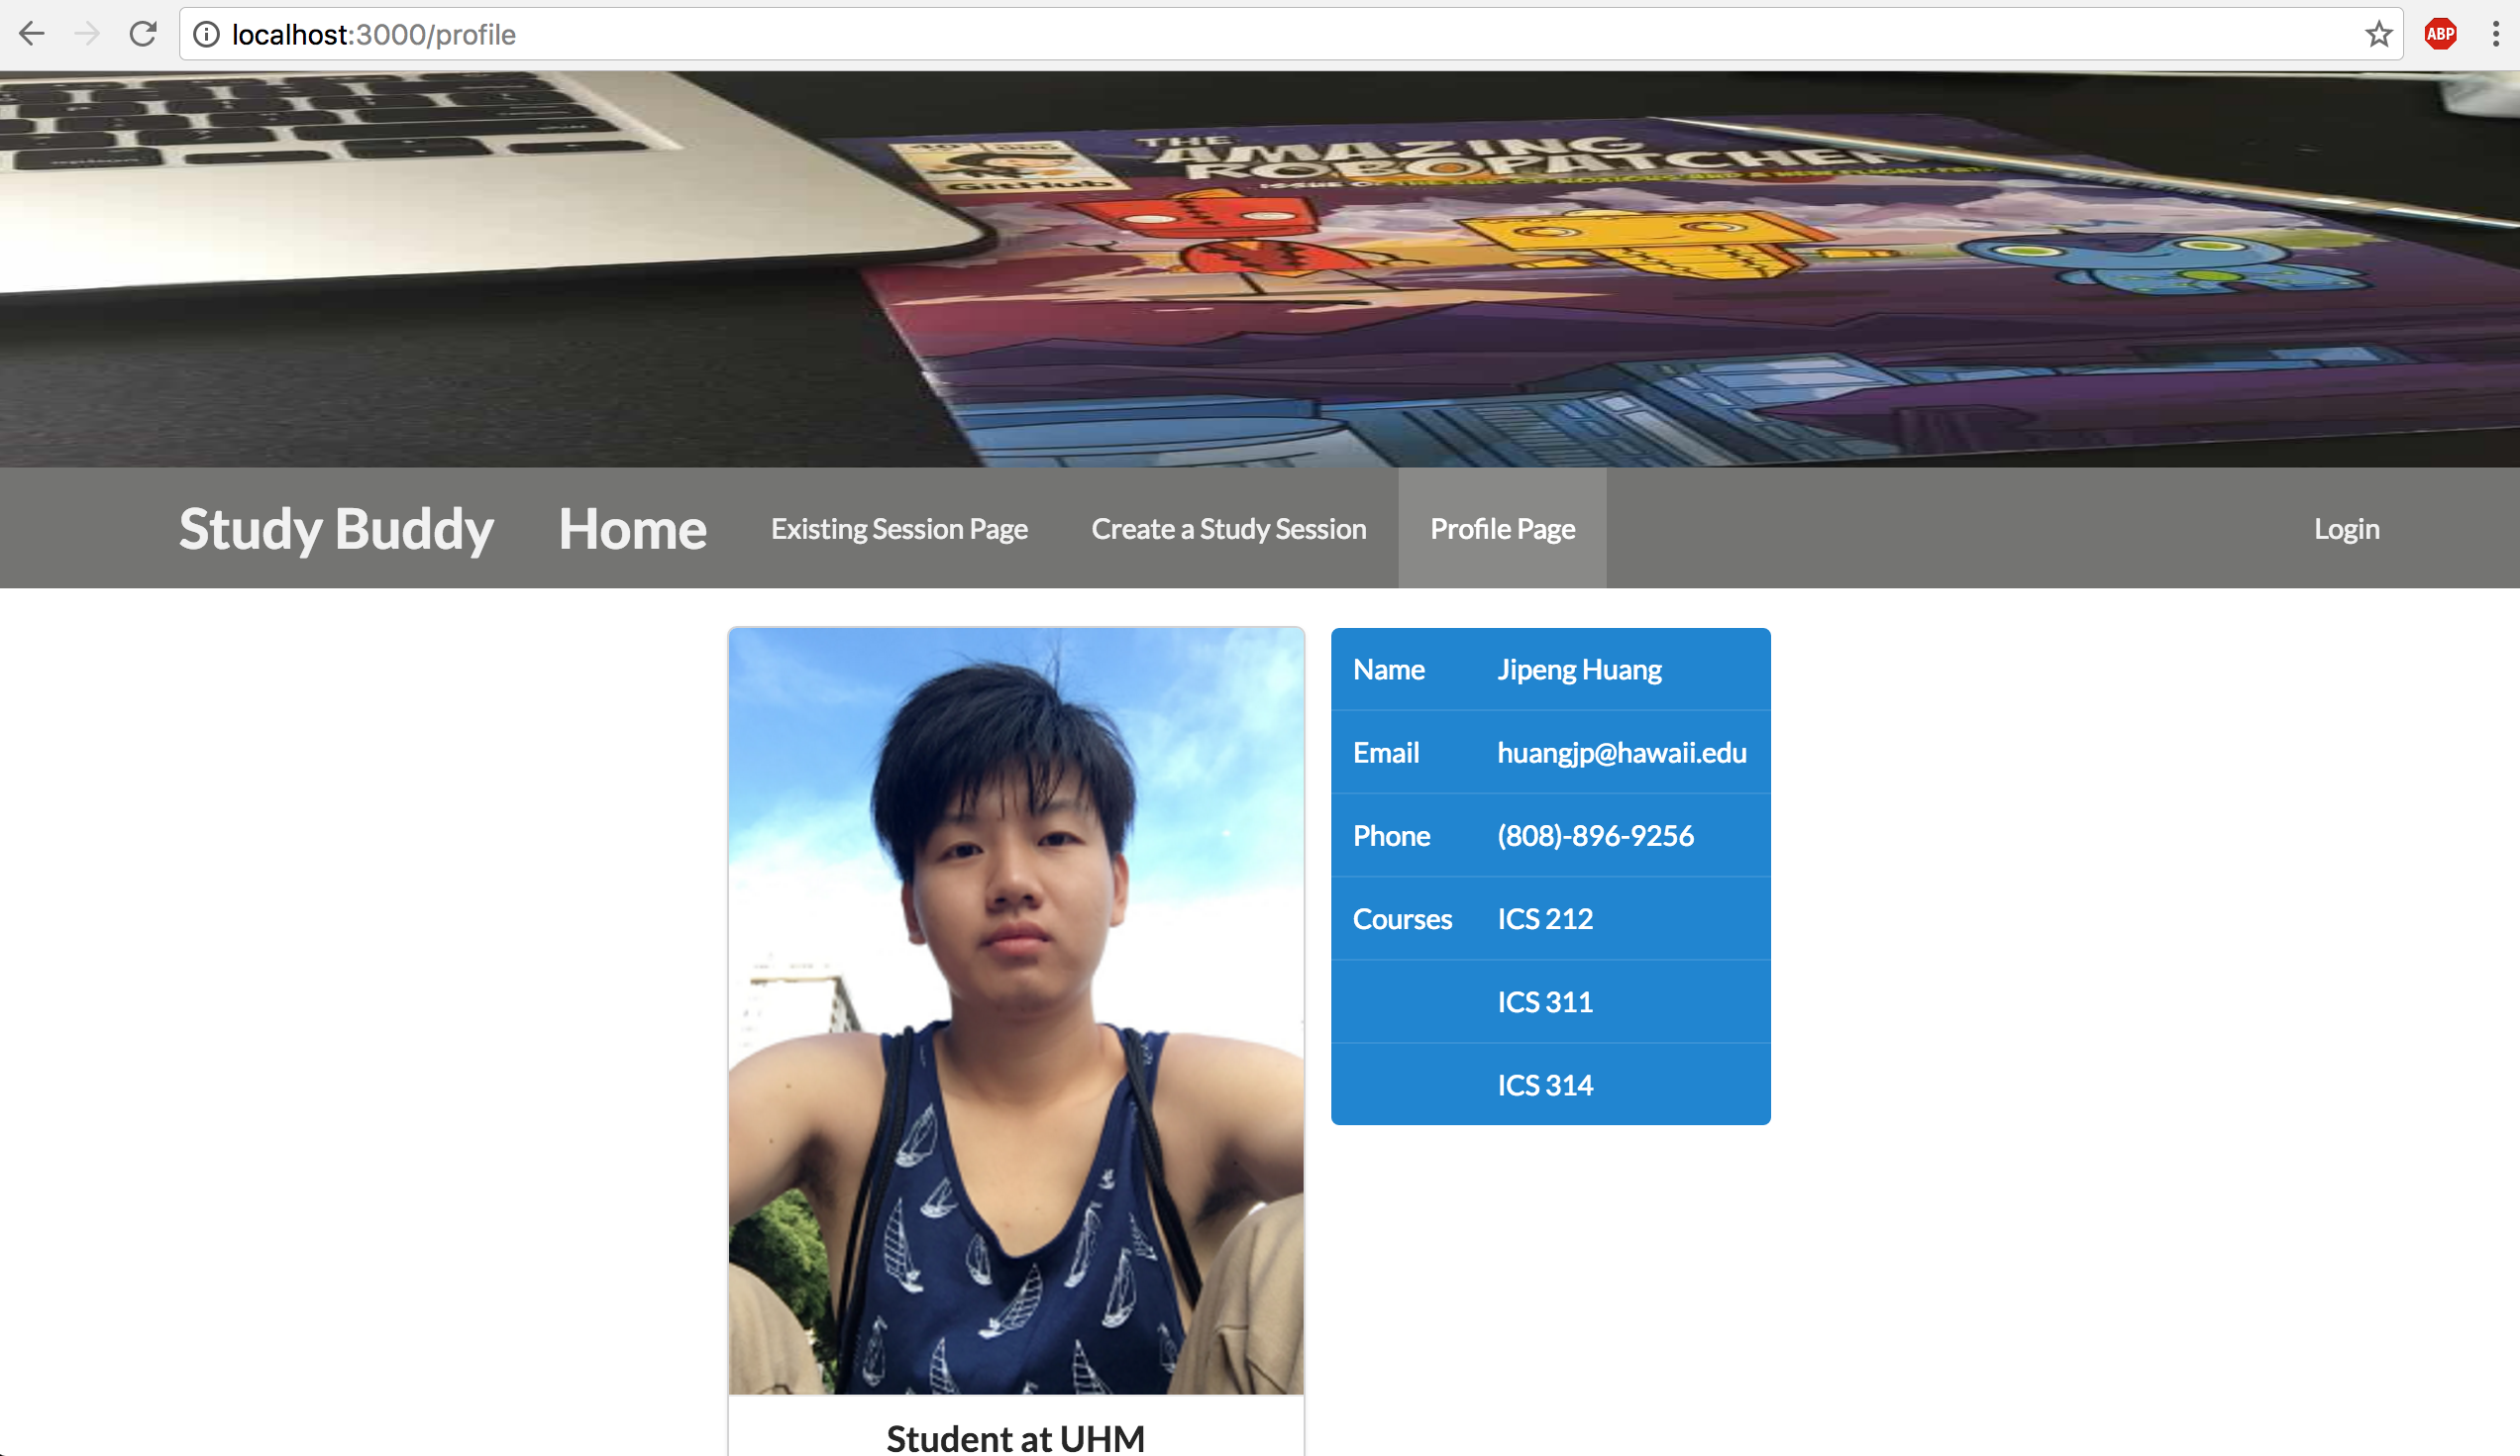 localhost:3000/profile
ABP
THE
AMAZING
ROBOPATCHER
GitHub
Study Buddy Home Existing Session Page Create a Study Session Profile Page Login
Name Jipeng Huang
Email huangjp@hawaii.edu
Phone (808)-896-9256
Courses ICS 212
ICS 311
ICS 314
Student at UHM